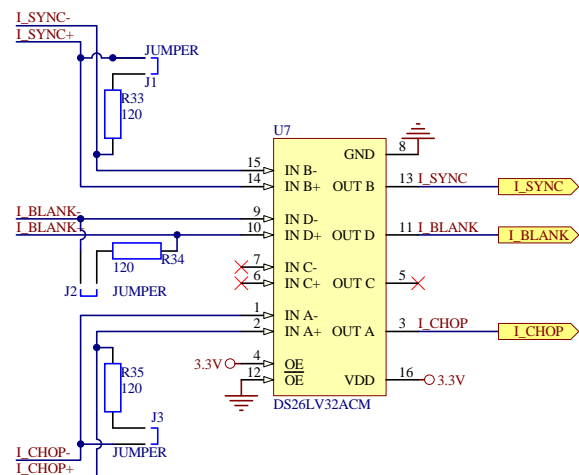 I_SYNC-
I_SYNC+
JUMPER
J1
R33
120
U7
GND 8
15 IN B-
14 IN B+ OUT B 13 I_SYNC I_SYNC
I_BLANK- 9 IN D-
I_BLANK+ 10 IN D+ OUT D 11 I_BLANK I_BLANK
120 R34
7 IN C-
6 IN C+ OUT C 5
J2 JUMPER
1 IN A-
2 IN A+ OUT A 3 I_CHOP I_CHOP
3.3V 4 OE
12 OE VDD 16 3.3V
R35
120
DS26LV32ACM
J3
JUMPER
I_CHOP-
I_CHOP+